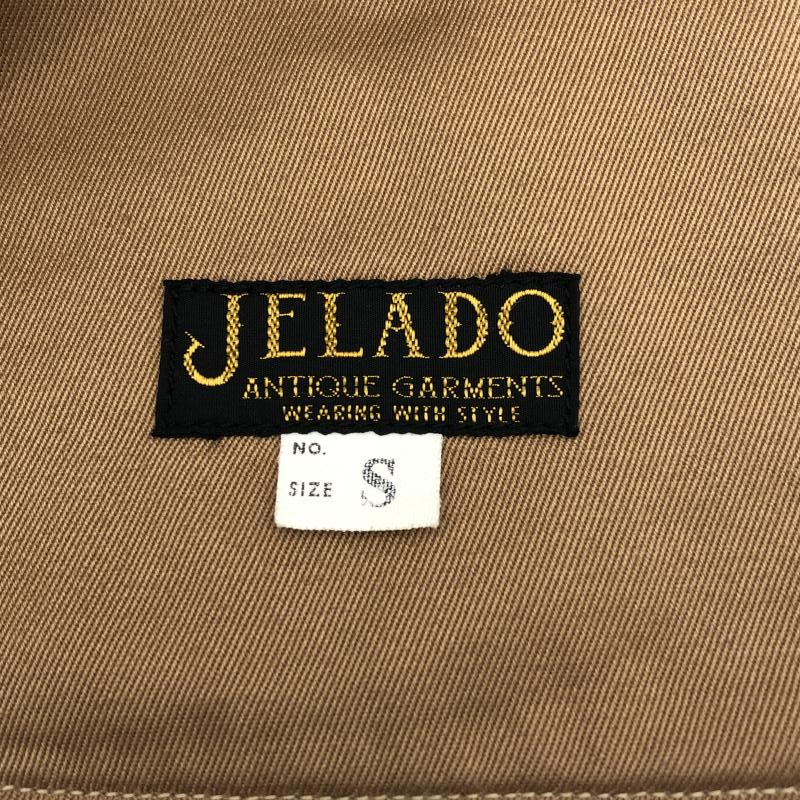 JELADO
ANTIQUE GARMENTS
WEARING WITH STYLE
NO.
SIZE S